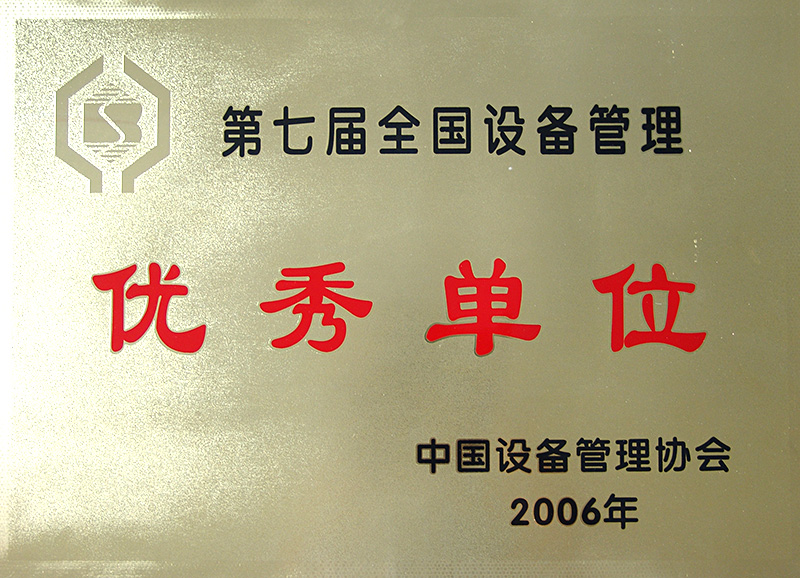 第七届全国设备管理
优秀单位
中国设备管理协会
2006年